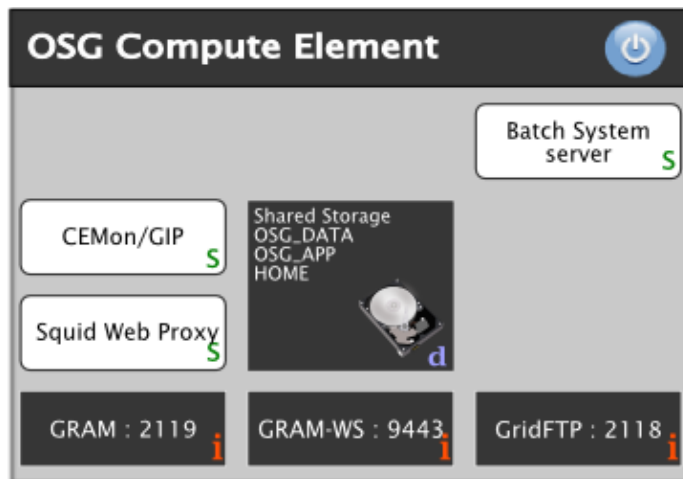 OSG Compute Element
Batch System
server
S
CEMon/GIP
S
Shared Storage
OSG_DATA
OSG_APP
HOME
d
Squid Web Proxy
S
GRAM : 2119
i
GRAM-WS : 9443
i
GridFTP : 2118
i